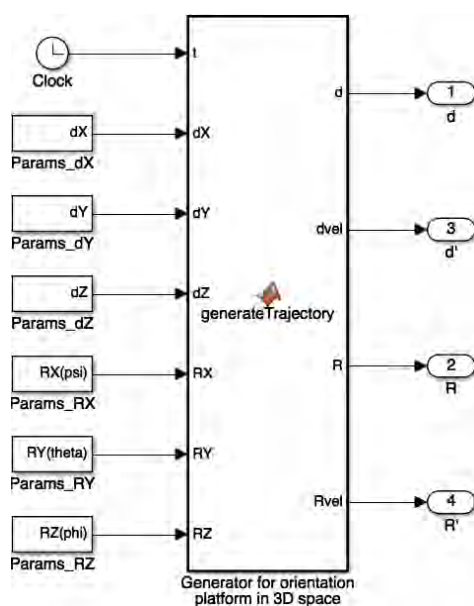 t
Clock
d
1
d
dX
dX
Params_dX
dY
dY
Params_dY
dvel
3
d'
dZ
dZ
Params_dZ
generateTrajectory
RX(psi)
RX
Params_RX
R
2
R
RY(theta)
RY
Params_RY
Rvel
4
R'
RZ(phi)
RZ
Params_RZ
Generator for orientation
platform in 3D space